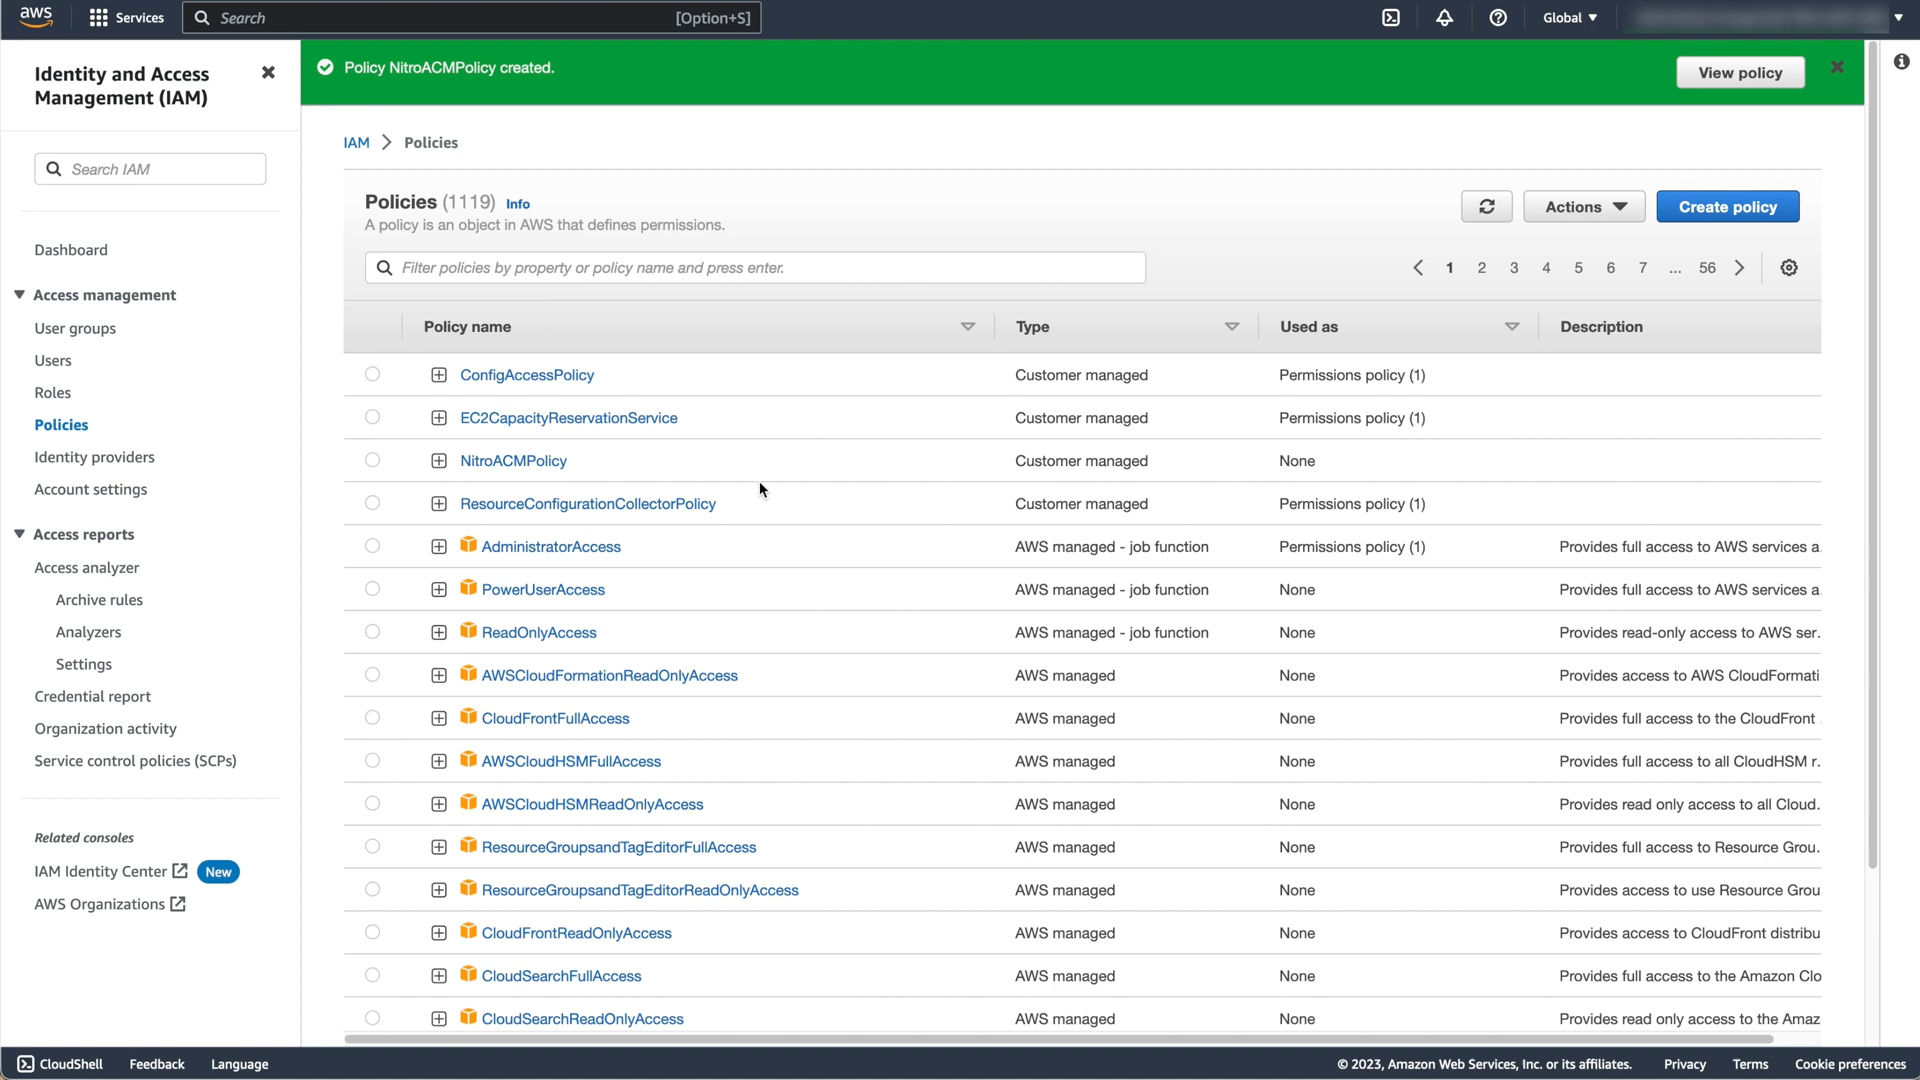 aws
Services
Search
[Option+S]
Global
Identity and Access
Management (IAM)
Search IAM
Dashboard
Access management
User groups
Users
Roles
Policies
Identity providers
Account settings
Access reports
Access analyzer
Archive rules
Analyzers
Settings
Credential report
Organization activity
Service control policies (SCPs)
Related consoles
IAM Identity Center New
AWS Organizations
Policy NitroACMPolicy created.
View policy
IAM > Policies
Policies (1119) Info
A policy is an object in AWS that defines permissions.
Actions
Create policy
Filter policies by property or policy name and press enter.
1 2 3 4 5 6 7 ... 56
Policy name Type Used as Description
ConfigAccessPolicy Customer managed Permissions policy (1)
EC2CapacityReservationService Customer managed Permissions policy (1)
NitroACMPolicy Customer managed None
ResourceConfigurationCollectorPolicy Customer managed Permissions policy (1)
AdministratorAccess AWS managed - job function Permissions policy (1) Provides full access to AWS services a.
PowerUserAccess AWS managed - job function None Provides full access to AWS services a.
ReadOnlyAccess AWS managed - job function None Provides read-only access to AWS ser.
AWSCloudFormationReadOnlyAccess AWS managed None Provides access to AWS CloudFormati
CloudFrontFullAccess AWS managed None Provides full access to the CloudFront
AWSCloudHSMFullAccess AWS managed None Provides full access to all CloudHSM r.
AWSCloudHSMReadOnlyAccess AWS managed None Provides read only access to all Cloud.
ResourceGroupsandTagEditorFullAccess AWS managed None Provides full access to Resource Grou.
ResourceGroupsandTagEditorReadOnlyAccess AWS managed None Provides access to use Resource Grou
CloudFrontReadOnlyAccess AWS managed None Provides access to CloudFront distribu
CloudSearchFullAccess AWS managed None Provides full access to the Amazon Clo
CloudSearchReadOnlyAccess AWS managed None Provides read only access to the Amaz
CloudShell Feedback Language © 2023, Amazon Web Services, Inc. or its affiliates. Privacy Terms Cookie preferences